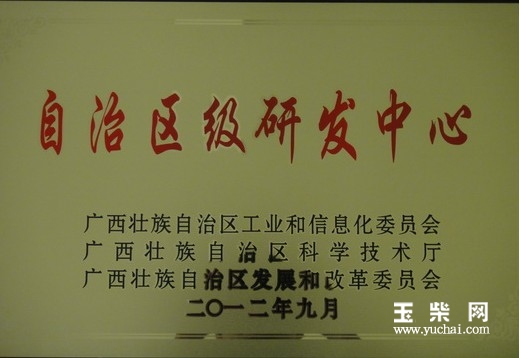 自治区级研发中心
广西壮族自治区工业和信息化委员会
广西壮族自治区科学技术厅
广西壮族自治区发展和改革委员会
二〇一二年九月
玉柴网
www.yuchai.com